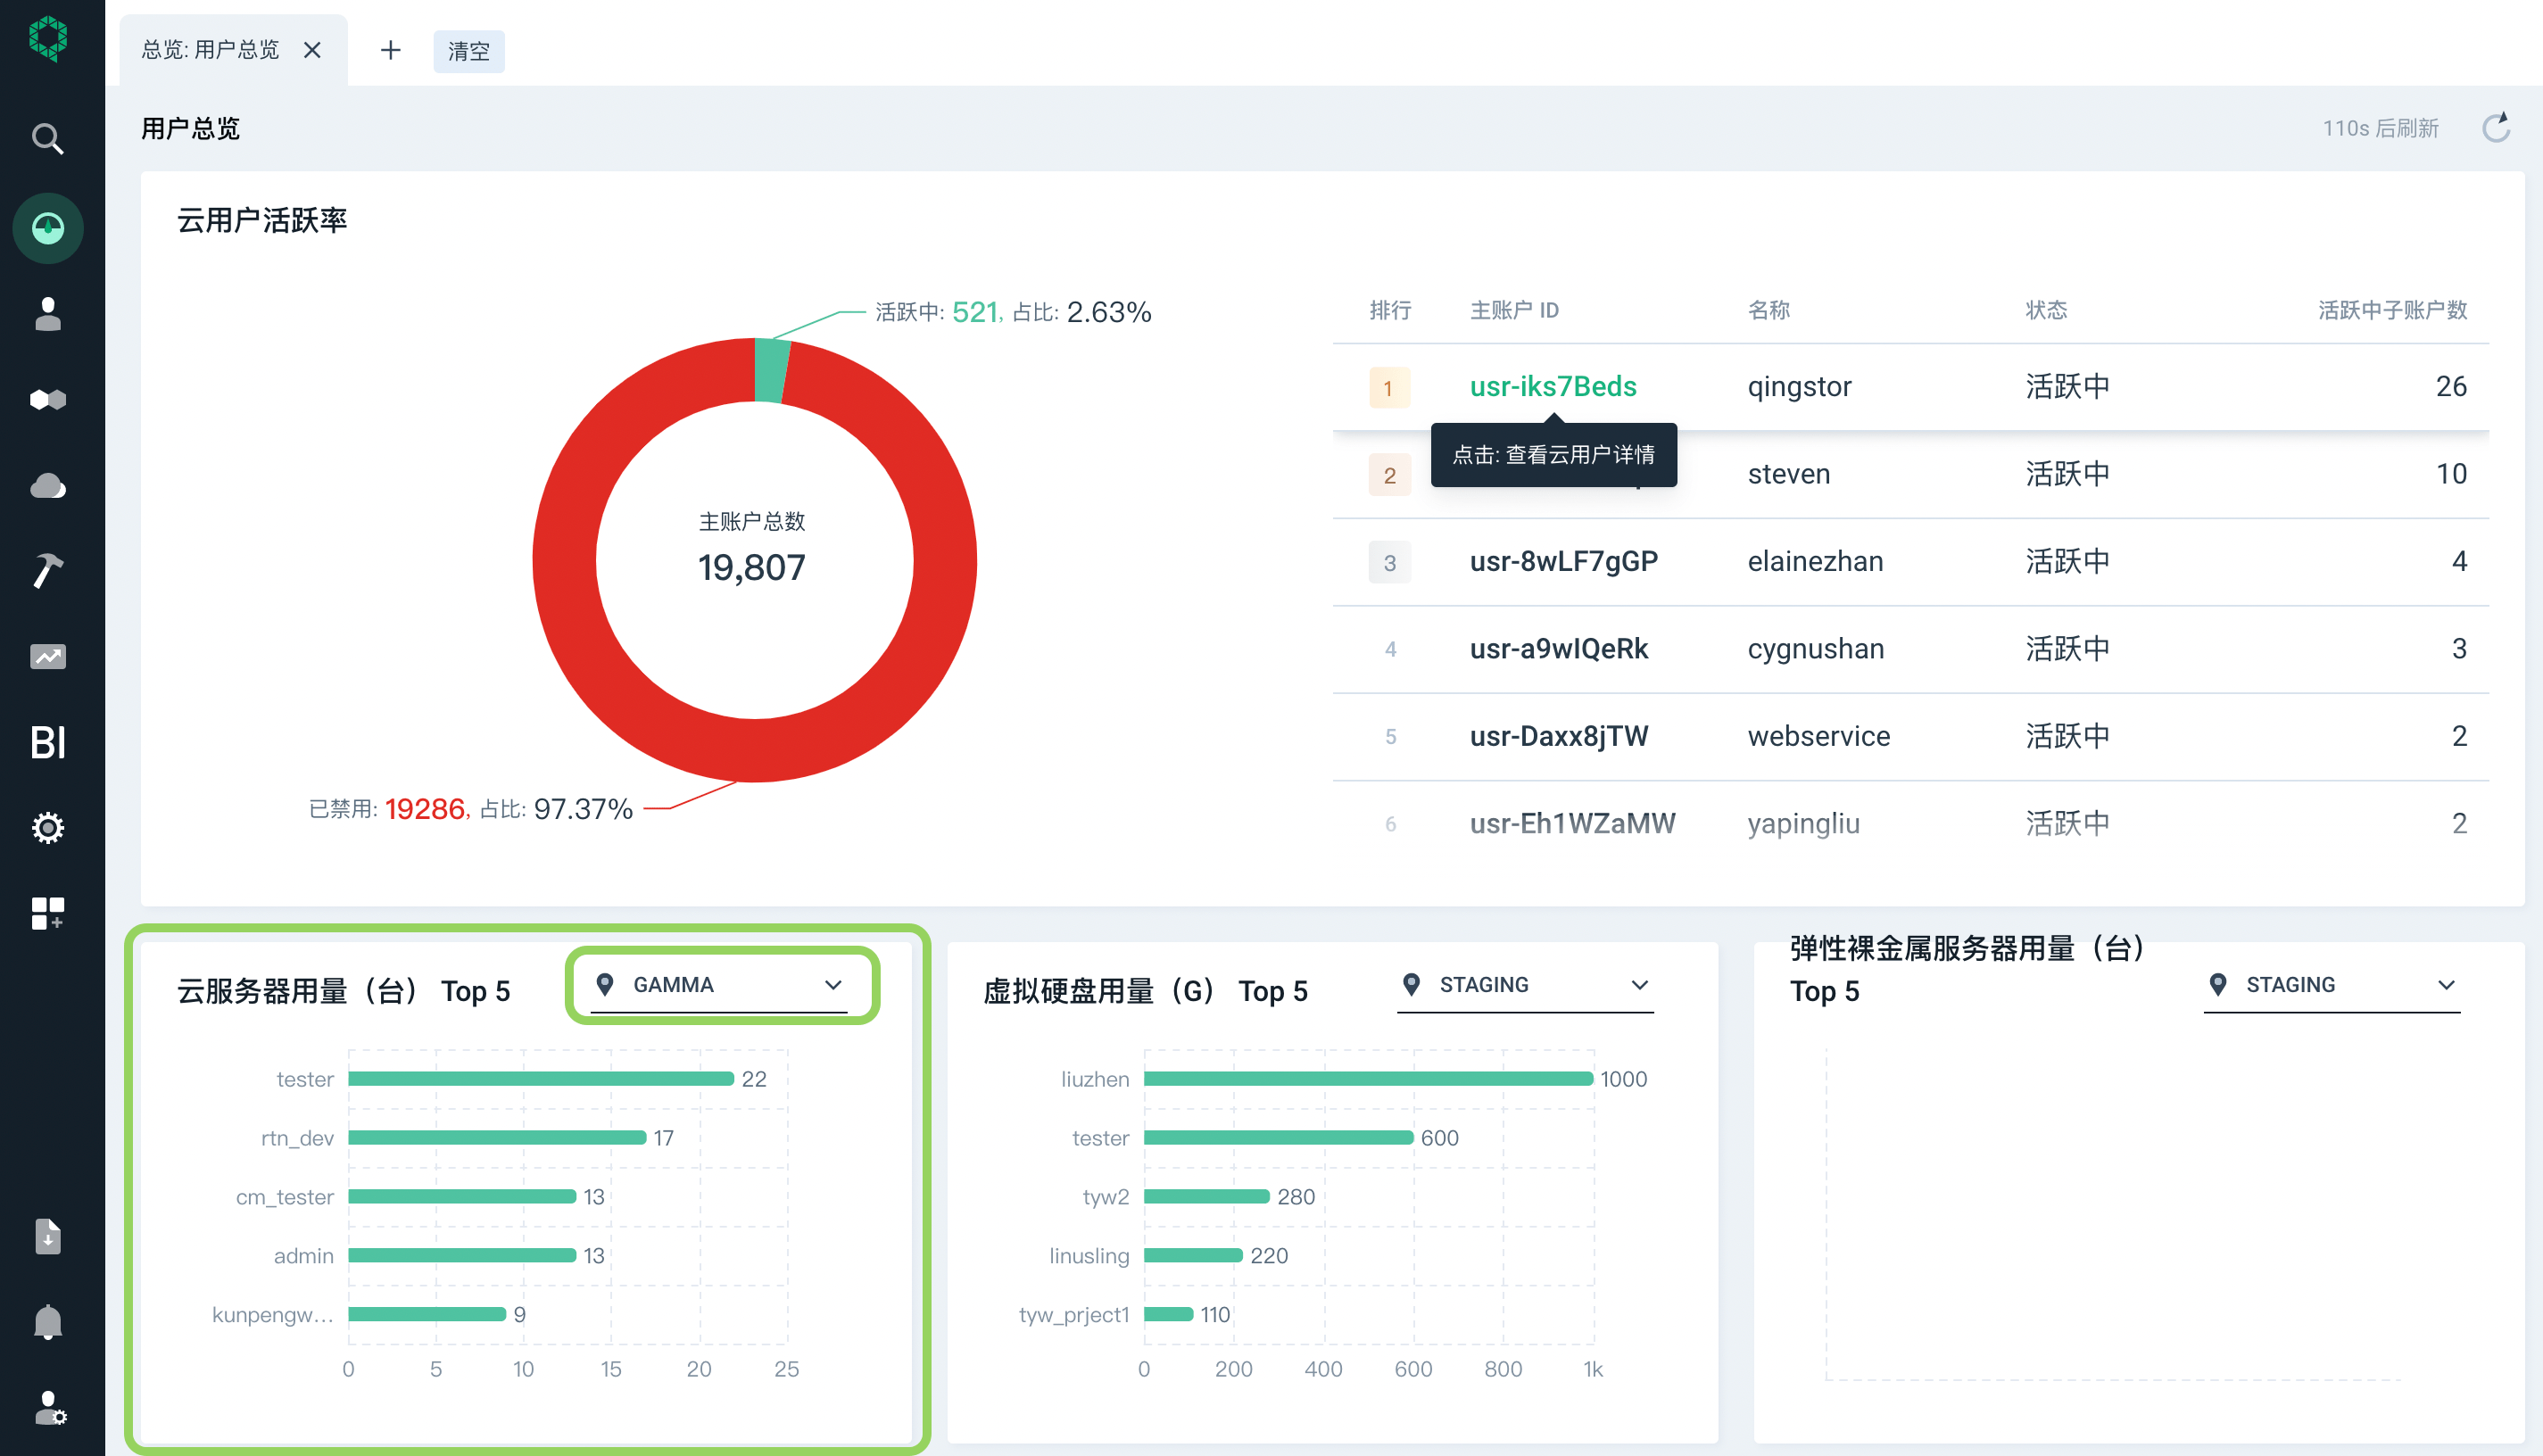 总览: 用户总览
清空
用户总览
110s 后刷新
云用户活跃率
活跃中: 521, 占比: 2.63%
主账户总数
19,807
已禁用: 19286, 占比: 97.37%
排行 主账户 ID 名称 状态 活跃中子账户数
1 usr-iks7Beds qingstor 活跃中 26
点击: 查看云用户详情
2 steven 活跃中 10
3 usr-8wLF7gGP elainezhan 活跃中 4
4 usr-a9wIQeRk cygnushan 活跃中 3
5 usr-Daxx8jTW webservice 活跃中 2
6 usr-Eh1WZaMW yapingliu 活跃中 2
BI
云服务器用量（台） Top 5
GAMMA
tester 22
rtn_dev 17
cm_tester 13
admin 13
kunpengw... 9
0 5 10 15 20 25
虚拟硬盘用量（G） Top 5
STAGING
liuzhen 1000
tester 600
tyw2 280
linusling 220
tyw_prject1 110
0 200 400 600 800 1k
弹性裸金属服务器用量（台）
Top 5
STAGING